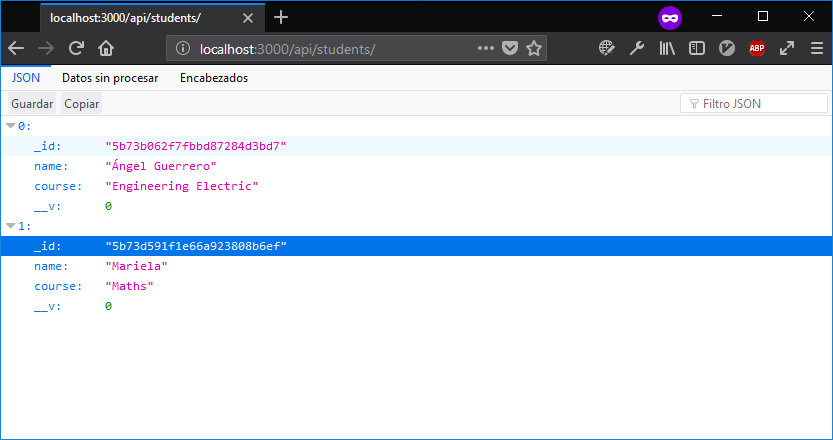 localhost:3000/api/students/
localhost:3000/api/students/
ABP
JSON Datos sin procesar Encabezados
Guardar Copiar Filtro JSON
0:
_id: "5b73b062f7fbbd87284d3bd7"
name: "Ángel Guerrero"
course: "Engineering Electric"
__v: 0
1:
_id: "5b73d591f1e66a923808b6ef"
name: "Mariela"
course: "Maths"
__v: 0